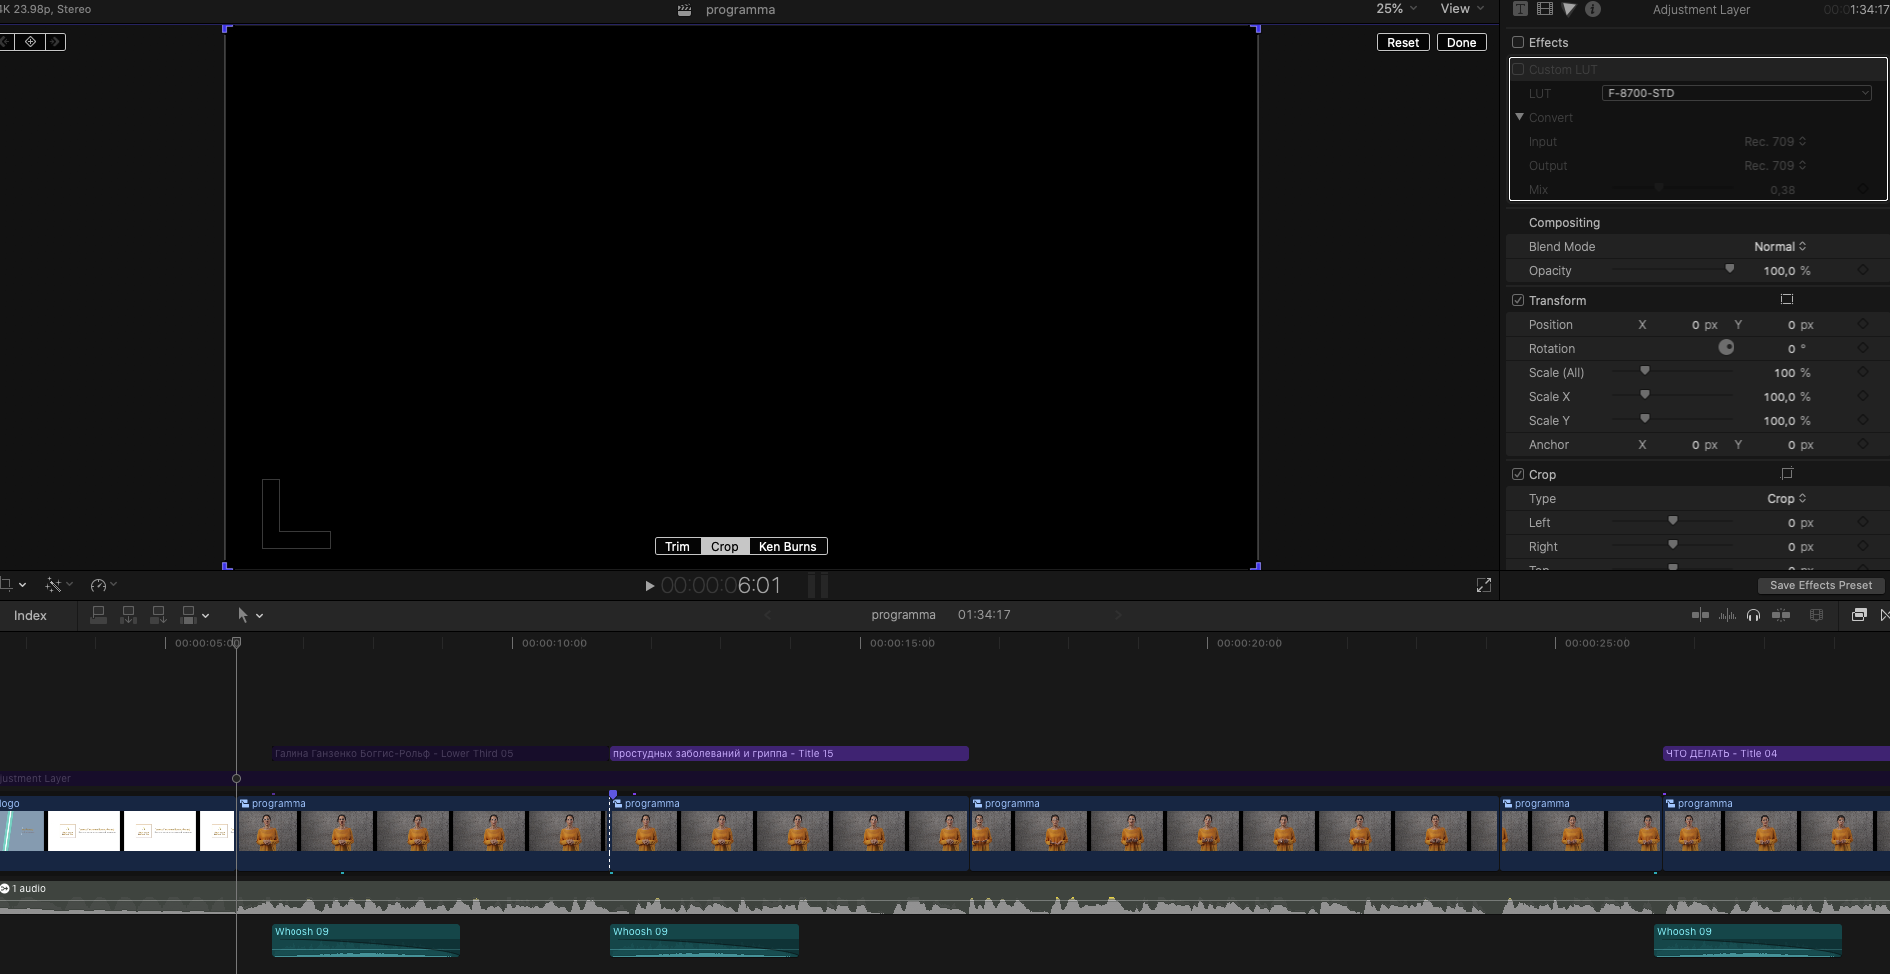 4K 23.98p, Stereo
programma
25%
View
Adjustment Layer
00:01:34:17
Reset
Done
Effects
Custom LUT
LUT
F-8700-STD
Convert
Input
Rec. 709
Output
Rec. 709
Mix
0,38
Compositing
Blend Mode
Normal
Opacity
100,0 %
Transform
Position
X
0 px
Y
0 px
Rotation
0 °
Scale (All)
100 %
Scale X
100,0 %
Scale Y
100,0 %
Anchor
X
0 px
Y
0 px
Crop
Type
Crop
Left
0 px
Right
0 px
Trim
Crop
Ken Burns
00:00:06:01
Save Effects Preset
Index
programma
01:34:17
00:00:05:00
00:00:10:00
00:00:15:00
00:00:20:00
00:00:25:00
Галина Ганзенко Боггис-Рольф - Lower Third 05
простудных заболеваний и гриппа - Title 15
ЧТО ДЕЛАТЬ - Title 04
justment Layer
logo
programma
programma
programma
programma
programma
1 audio
Whoosh 09
Whoosh 09
Whoosh 09